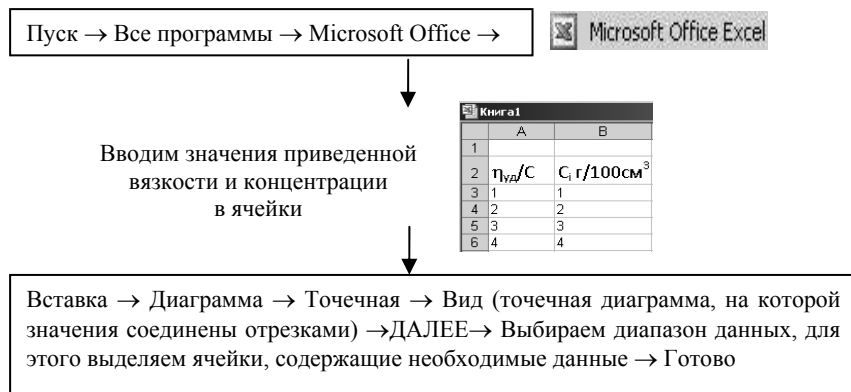 Пуск → Все программы → Microsoft Office →
Microsoft Office Excel
Вводим значения приведенной
вязкости и концентрации
в ячейки
Книга1
A B
1
2 ηуд/C Ci г/100см³
3 1 1
4 2 2
5 3 3
6 4 4
Вставка → Диаграмма → Точечная → Вид (точечная диаграмма, на которой
значения соединены отрезками) →ДАЛЕЕ→ Выбираем диапазон данных, для
этого выделяем ячейки, содержащие необходимые данные → Готово